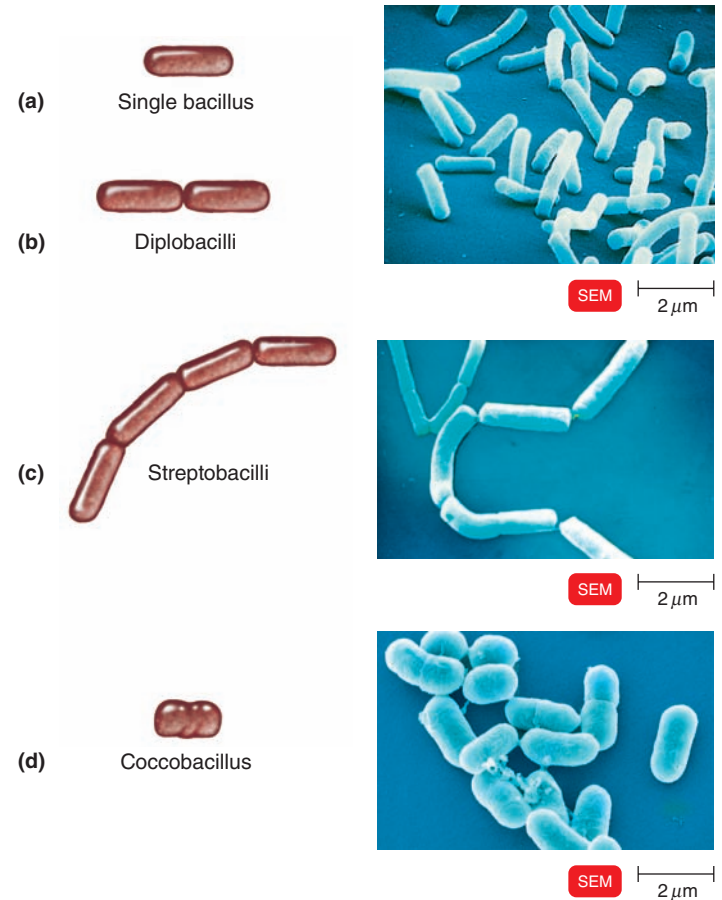 (a)
Single bacillus
(b)
Diplobacilli
SEM
2 μm
(c)
Streptobacilli
SEM
2 μm
(d)
Coccobacillus
SEM
2 μm